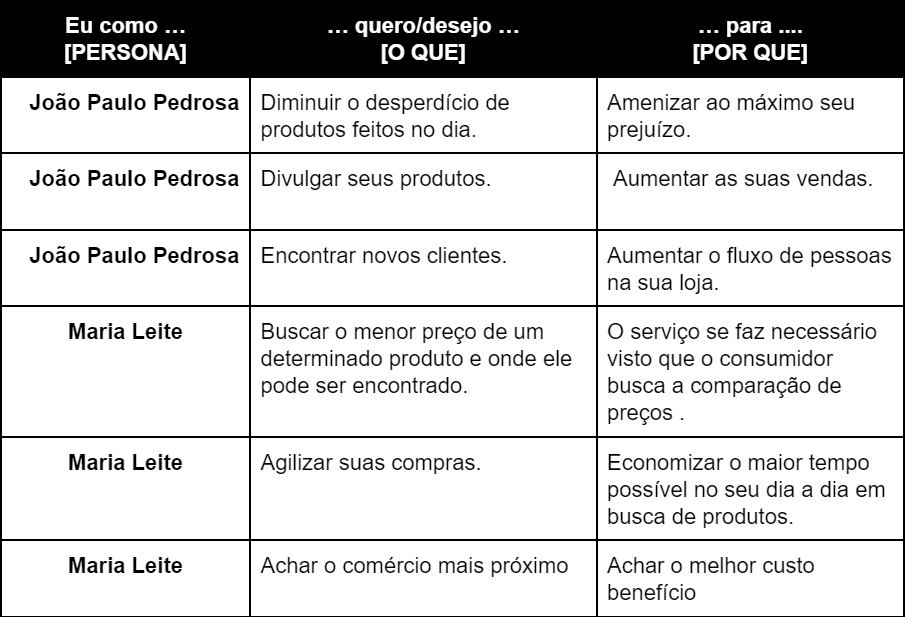 Eu como …
[PERSONA]
… quero/desejo …
[O QUE]
… para ....
[POR QUE]
João Paulo Pedrosa
Diminuir o desperdício de
produtos feitos no dia.
Amenizar ao máximo seu
prejuízo.
João Paulo Pedrosa
Divulgar seus produtos.
Aumentar as suas vendas.
João Paulo Pedrosa
Encontrar novos clientes.
Aumentar o fluxo de pessoas
na sua loja.
Maria Leite
Buscar o menor preço de um
determinado produto e onde ele
pode ser encontrado.
O serviço se faz necessário
visto que o consumidor
busca a comparação de
preços .
Maria Leite
Agilizar suas compras.
Economizar o maior tempo
possível no seu dia a dia em
busca de produtos.
Maria Leite
Achar o comércio mais próximo
Achar o melhor custo
benefício